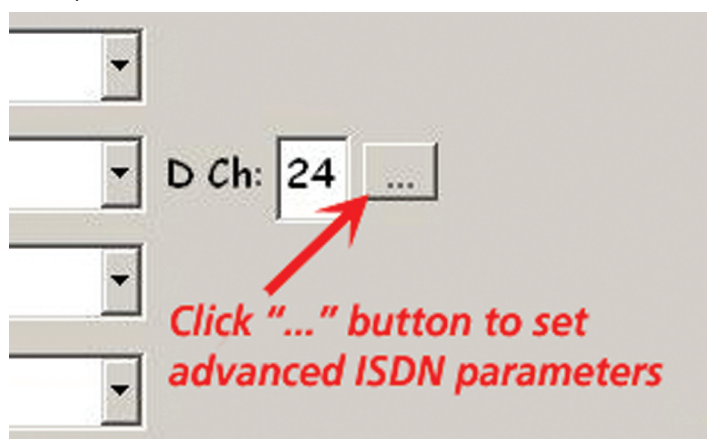 D Ch: 24 ...
Click "..." button to set
advanced ISDN parameters